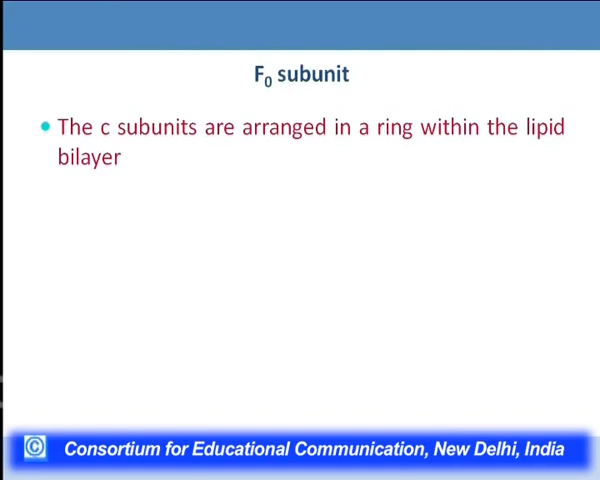 F0 subunit
The c subunits are arranged in a ring within the lipid
bilayer
© Consortium for Educational Communication, New Delhi, India